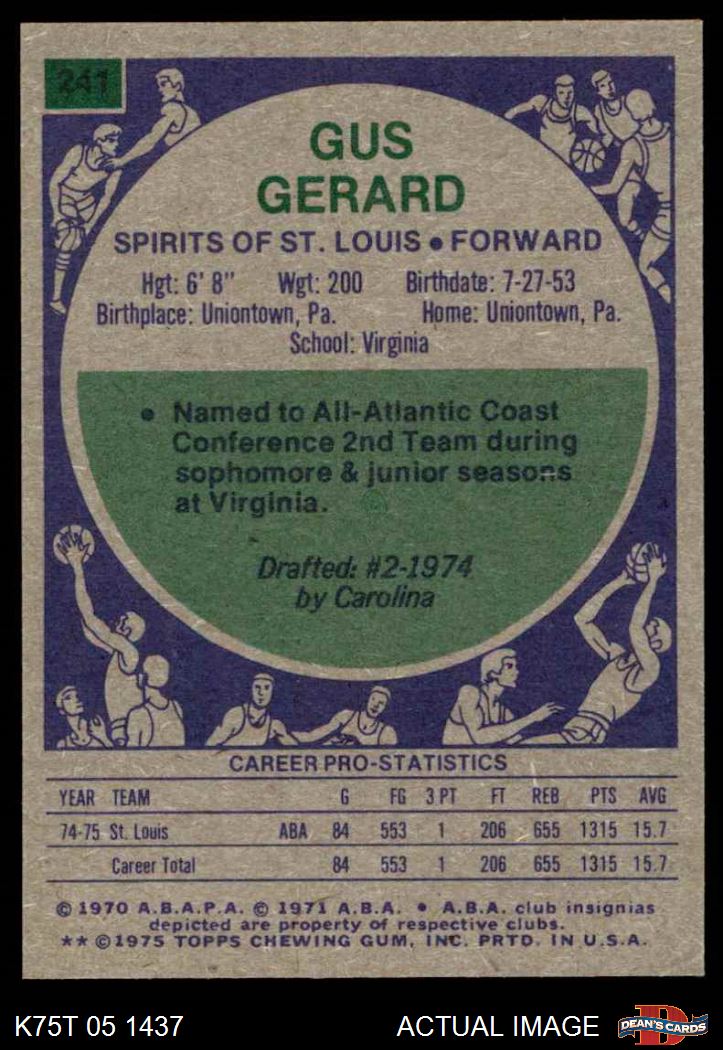 241
GUS
GERARD
SPIRITS OF ST. LOUIS • FORWARD
Hgt: 6' 8" Wgt: 200 Birthdate: 7-27-53
Birthplace: Uniontown, Pa. Home: Uniontown, Pa.
School: Virginia
• Named to All-Atlantic Coast
Conference 2nd Team during
sophomore & junior seasons
at Virginia.
Drafted: #2-1974
by Carolina
CAREER PRO-STATISTICS
YEAR TEAM G FG 3 PT FT REB PTS AVG
74-75 St. Louis ABA 84 553 1 206 655 1315 15.7
Career Total 84 553 1 206 655 1315 15.7
© 1970 A.B.A.P.A. © 1971 A.B.A. • A.B.A. club insignias
depicted are property of respective clubs.
** ©1975 TOPPS CHEWING GUM, INC. PRTD. IN U.S.A.
K75T 05 1437 ACTUAL IMAGE
D
DEAN'S CARDS